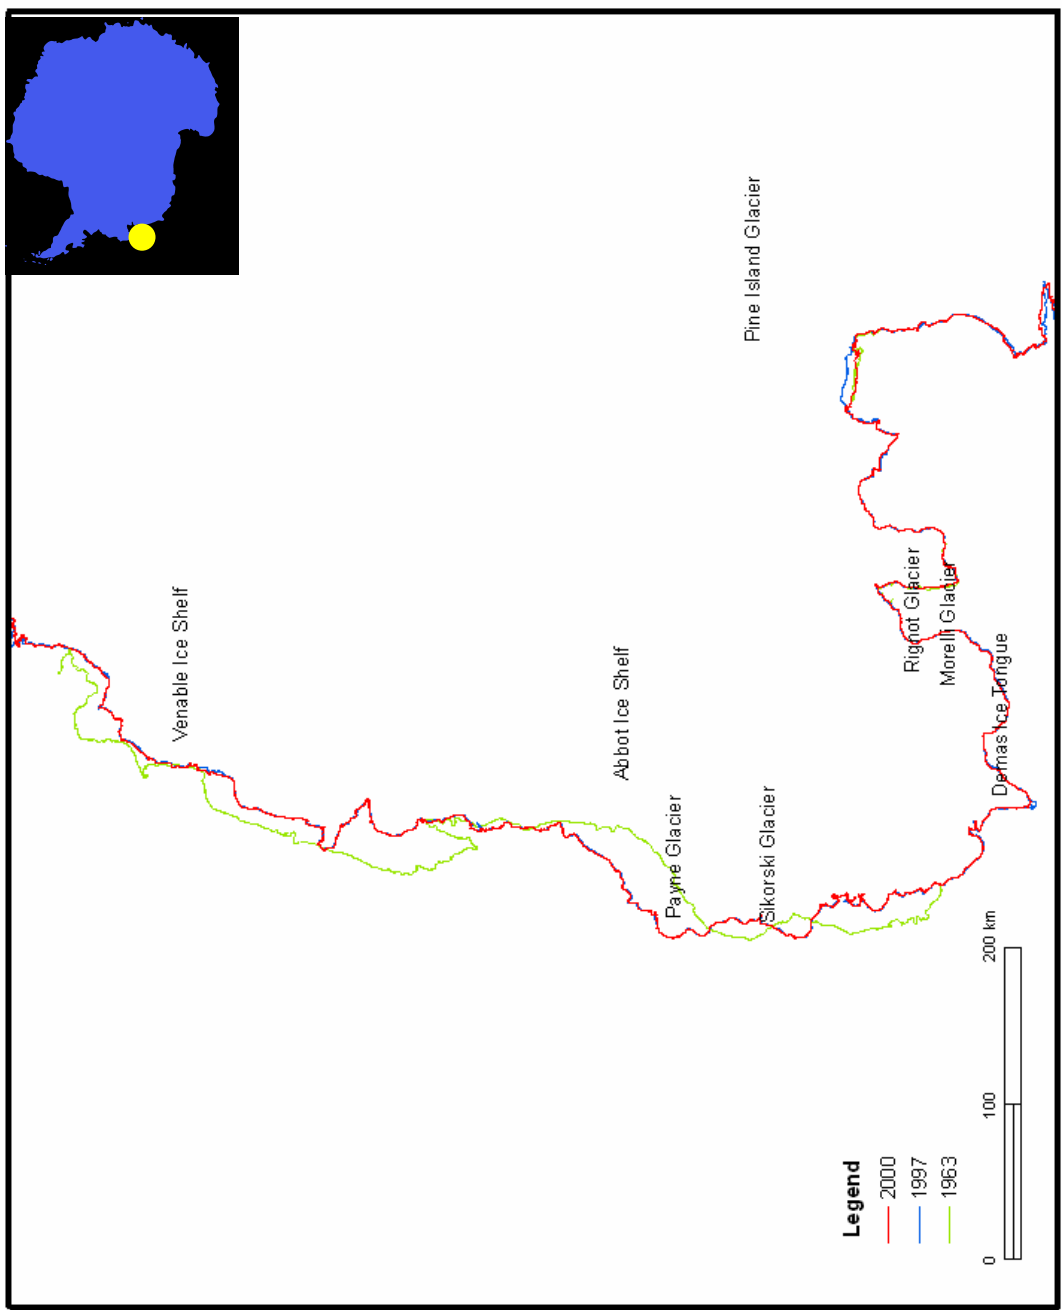 Venable Ice Shelf
Abbot Ice Shelf
Payne Glacier
Pine Island Glacier
Sikorski Glacier
Rignot Glacier
Morelli Glacier
Demas Ice Tongue
Legend
2000
1997
1963
0 100 200 km